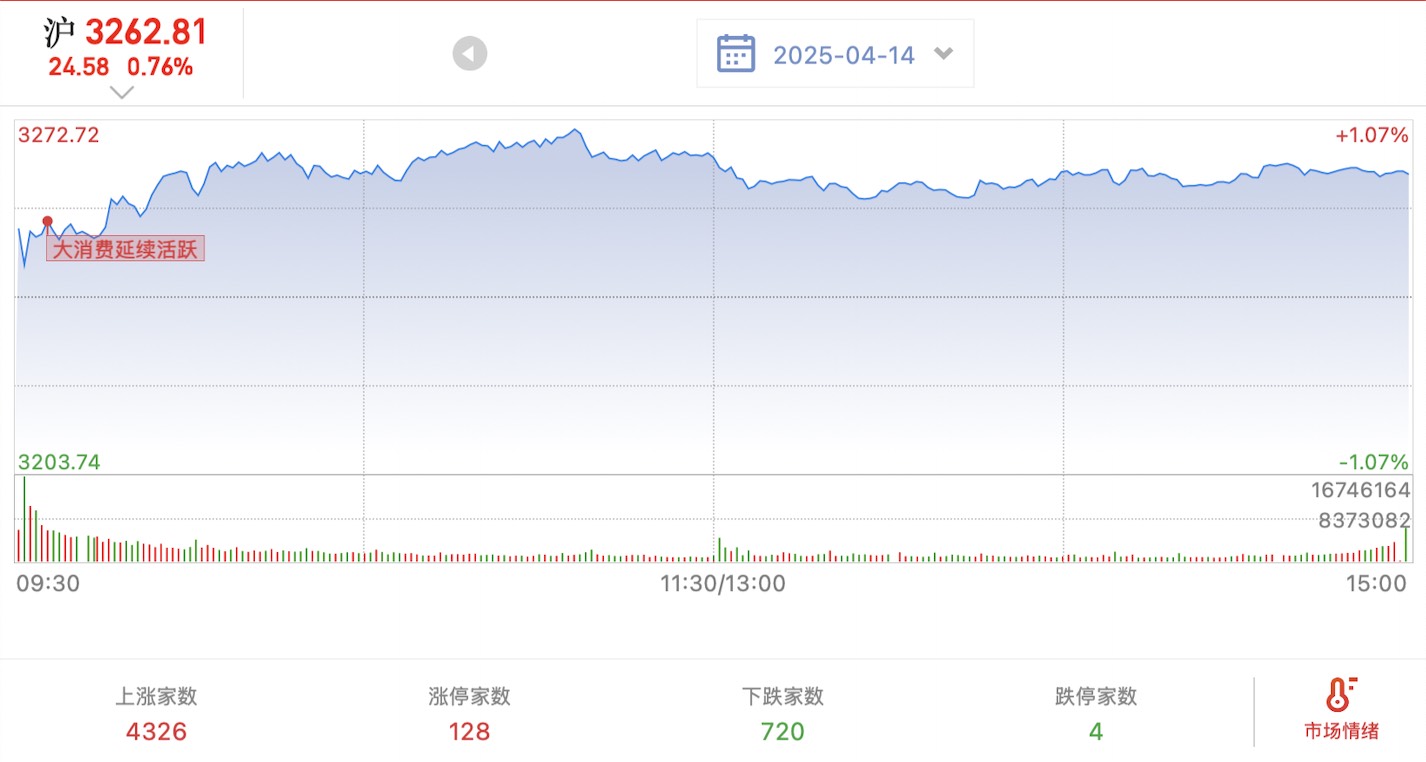 沪 3262.81
24.58 0.76%
2025-04-14
3272.72
+1.07%
大消费延续活跃
3203.74
-1.07%
16746164
8373082
09:30
11:30/13:00
15:00
上涨家数
涨停家数
下跌家数
跌停家数
4326
128
720
4
市场情绪